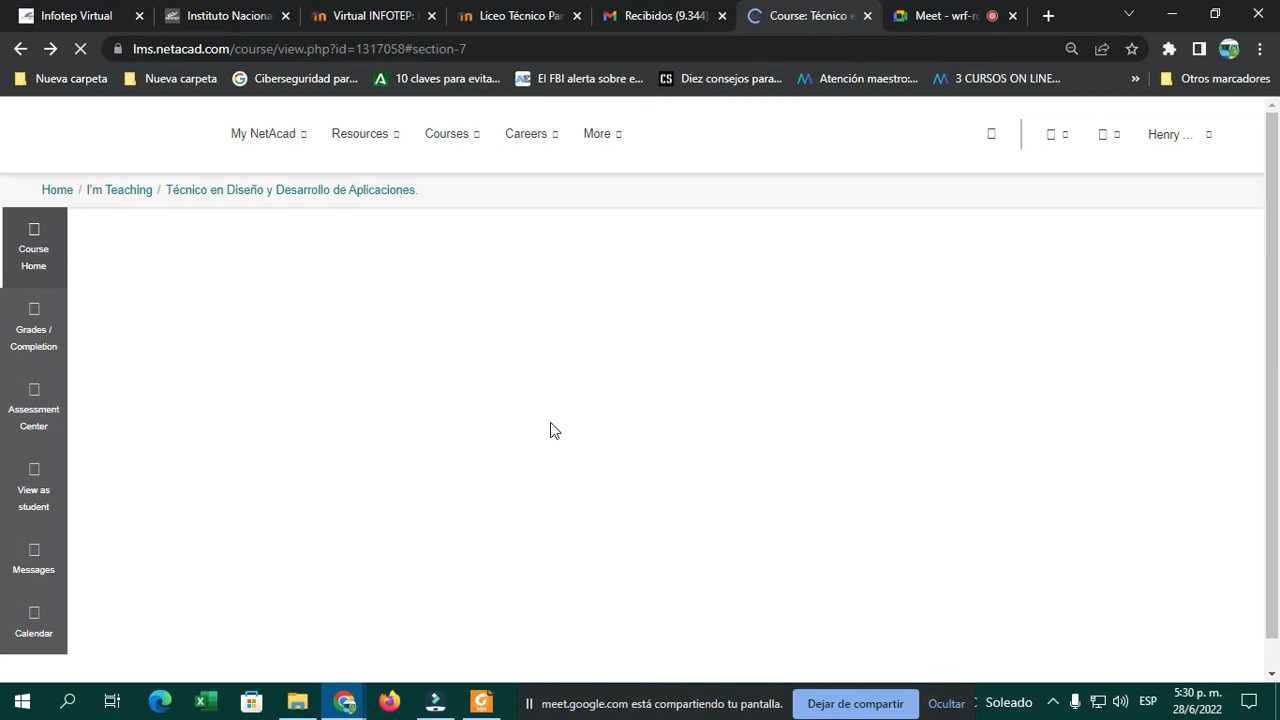 Infotep Virtual
Instituto Naciona
Virtual INFOTEP:
Liceo Técnico Par
Recibidos (9.344)
Course: Técnico e
Meet - wrf-ro
lms.netacad.com/course/view.php?id=1317058#section-7
Nueva carpeta
Nueva carpeta
Ciberseguridad par...
10 claves para evita...
El FBI alerta sobre e...
Diez consejos para...
Atención maestro:...
3 CURSOS ON LINE...
»
Otros marcadores
My NetAcad
Resources
Courses
Careers
More
Henry ...
Home / I'm Teaching / Técnico en Diseño y Desarrollo de Aplicaciones.
Course
Home
Grades /
Completion
Assessment
Center
View as
student
Messages
Calendar
meet.google.com está compartiendo tu pantalla.
Dejar de compartir
Ocultar
Soleado
ESP
5:30 p. m.
28/6/2022